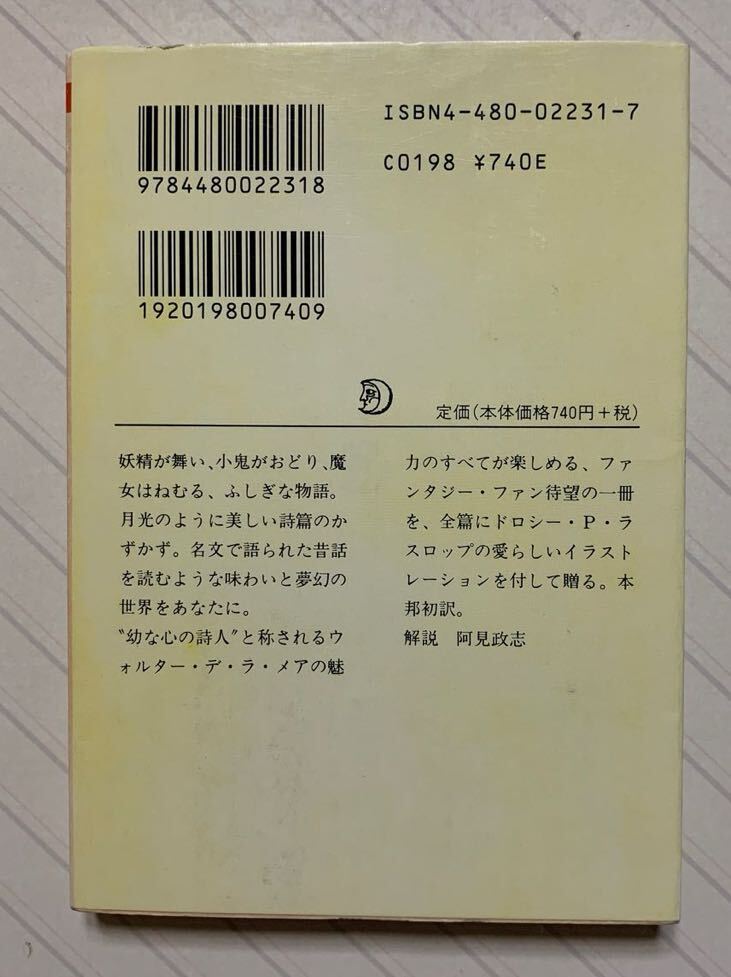 ISBN4-480-02231-7
C0198 ¥740E
9784480022318
1920198007409
定価(本体価格740円+税)
妖精が舞い、小鬼がおどり、魔
女はねむる、ふしぎな物語。
月光のように美しい詩篇のか
ずかず。名文で語られた昔話
を読むような味わいと夢幻の
世界をあなたに。
〝幼な心の詩人〟と称されるウ
ォルター・デ・ラ・メアの魅
力のすべてが楽しめる、ファ
ンタジー・ファン待望の一冊
を、全篇にドロシー・P・ラ
スロップの愛らしいイラスト
レーションを付して贈る。本
邦初訳。
解説 阿見政志